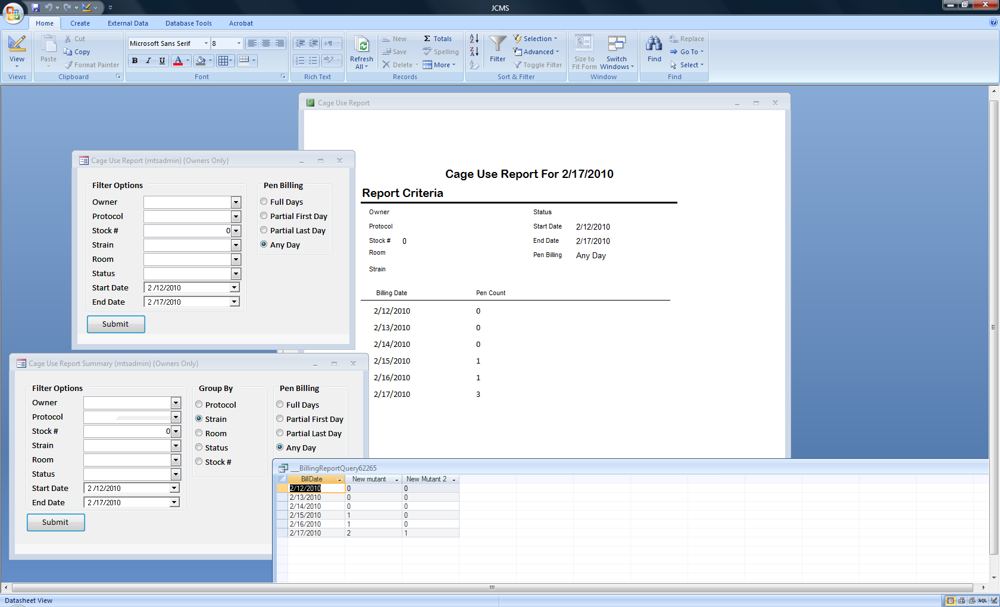 JCMS
Home Create External Data Database Tools Acrobat
View
Views
Paste
Cut
Copy
Format Painter
Clipboard
Microsoft Sans Serif 8
B I U A
Font
Rich Text
Refresh
All
New
Save
Delete
Σ Totals
Spelling
More
Records
Filter
Selection
Advanced
Toggle Filter
Sort & Filter
Size to
Fit Form
Switch
Windows
Window
Find
Replace
Go To
Select
Find
Cage Use Report
Cage Use Report For 2/17/2010
Report Criteria
Owner Status
Protocol Start Date 2/12/2010
Stock # 0 End Date 2/17/2010
Room Pen Billing Any Day
Strain
Billing Date Pen Count
2/12/2010 0
2/13/2010 0
2/14/2010 0
2/15/2010 1
2/16/2010 1
2/17/2010 3
Cage Use Report (mtsadmin) {Owners Only}
Filter Options
Owner
Protocol
Stock # 0
Strain
Room
Status
Start Date 2 /12/2010
End Date 2 /17/2010
Submit
Pen Billing
Full Days
Partial First Day
Partial Last Day
Any Day
Cage Use Report Summary (mtsadmin) {Owners Only}
Filter Options
Owner
Protocol
Stock # 0
Strain
Room
Status
Start Date 2 /12/2010
End Date 2 /17/2010
Submit
Group By
Protocol
Strain
Room
Status
Stock #
Pen Billing
Full Days
Partial First Day
Partial Last Day
Any Day
__BillingReportQuery62265
BillDate New mutant New Mutant 2
2/12/2010 0 0
2/13/2010 0 0
2/14/2010 0 0
2/15/2010 1 0
2/16/2010 1 0
2/17/2010 2 1
Datasheet View
SQL